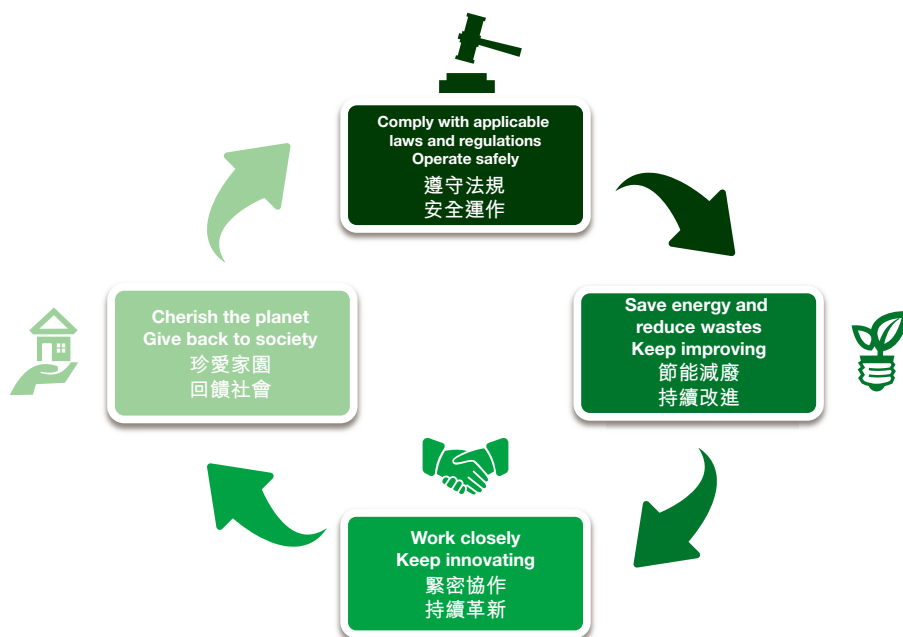 Comply with applicable
laws and regulations
Operate safely
遵守法規
安全運作
Save energy and
reduce wastes
Keep improving
節能減廢
持續改進
Work closely
Keep innovating
緊密協作
持續革新
Cherish the planet
Give back to society
珍愛家園
回饋社會